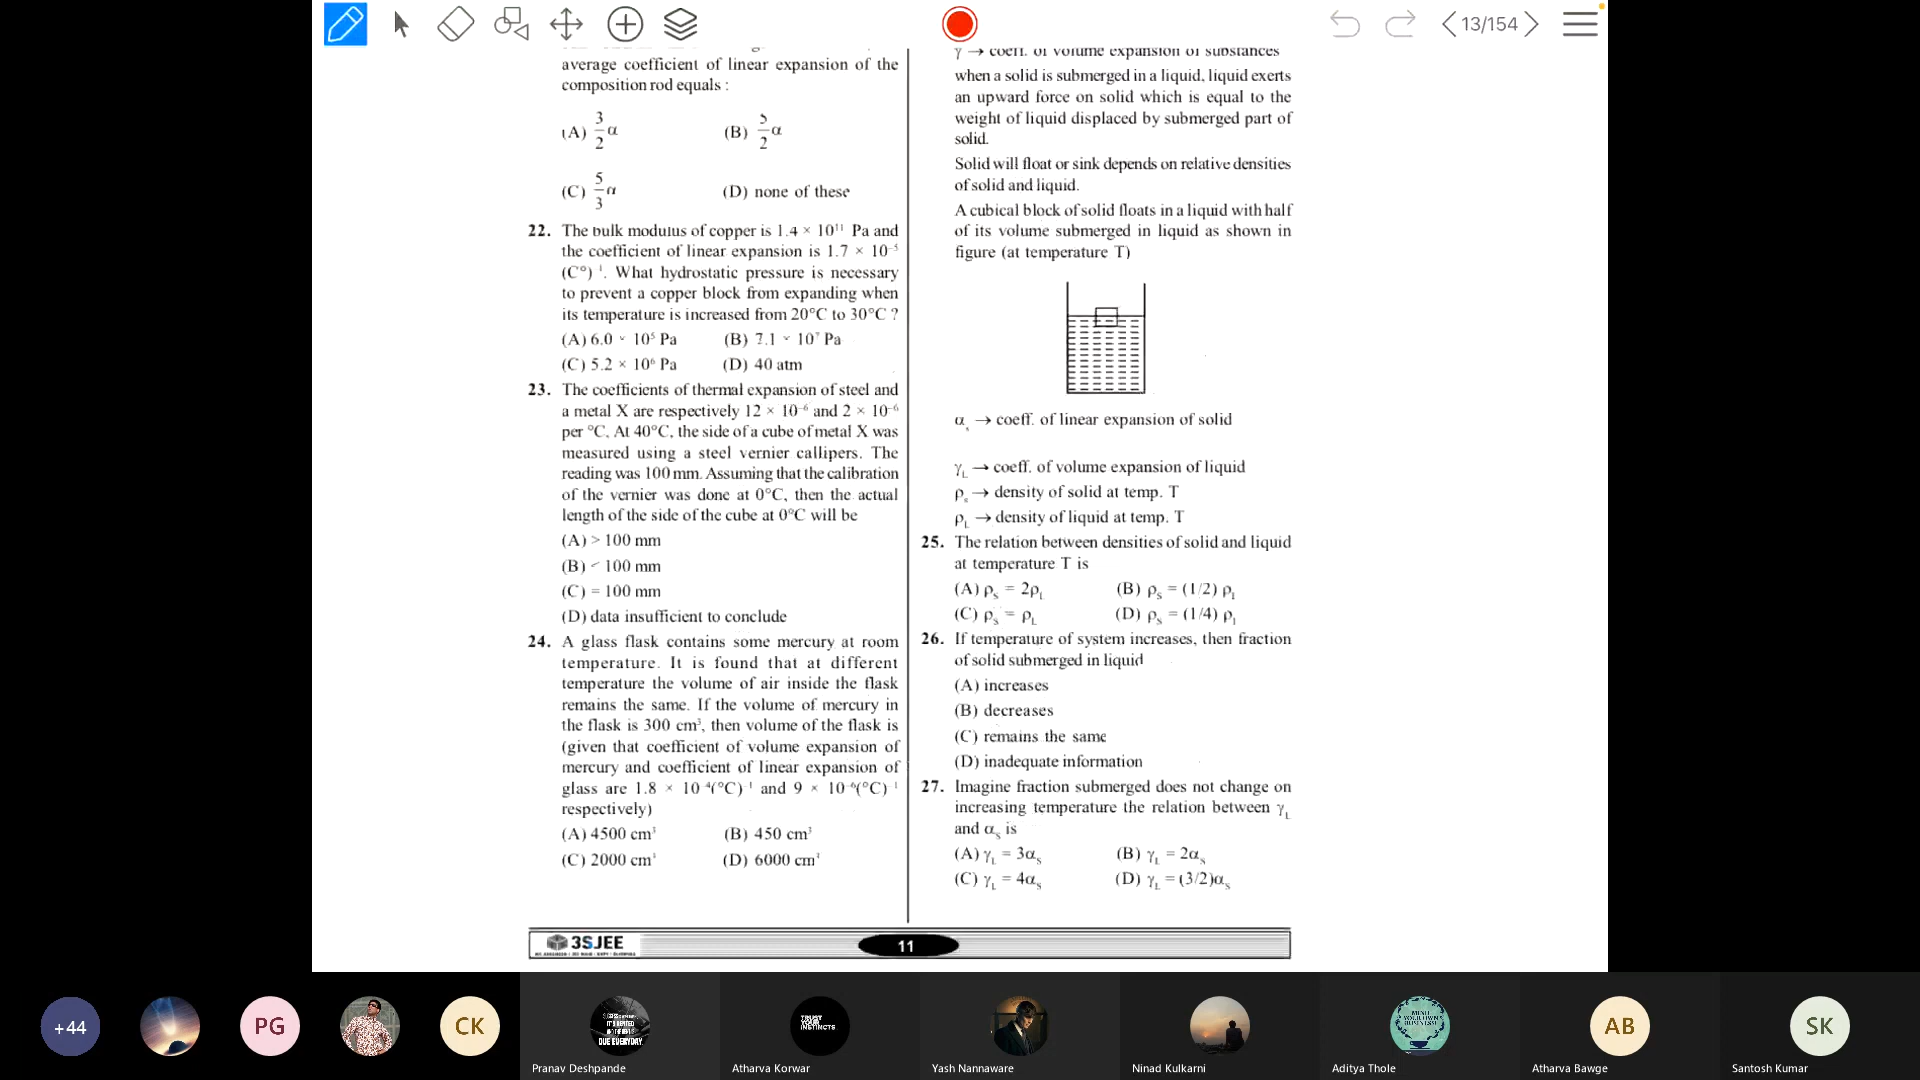 13/154
average coefficient of linear expansion of the
composition rod equals :
(A) 3/2 α (B) 5/2 α
(C) 5/3 α (D) none of these
22. The bulk modulus of copper is 1.4 × 10¹¹ Pa and
the coefficient of linear expansion is 1.7 × 10⁻⁵
(C°)⁻¹. What hydrostatic pressure is necessary
to prevent a copper block from expanding when
its temperature is increased from 20°C to 30°C ?
(A) 6.0 × 10⁵ Pa (B) 7.1 × 10⁷ Pa
(C) 5.2 × 10⁶ Pa (D) 40 atm
23. The coefficients of thermal expansion of steel and
a metal X are respectively 12 × 10⁻⁶ and 2 × 10⁻⁶
per °C. At 40°C, the side of a cube of metal X was
measured using a steel vernier callipers. The
reading was 100 mm. Assuming that the calibration
of the vernier was done at 0°C, then the actual
length of the side of the cube at 0°C will be
(A) > 100 mm
(B) < 100 mm
(C) = 100 mm
(D) data insufficient to conclude
24. A glass flask contains some mercury at room
temperature. It is found that at different
temperature the volume of air inside the flask
remains the same. If the volume of mercury in
the flask is 300 cm³, then volume of the flask is
(given that coefficient of volume expansion of
mercury and coefficient of linear expansion of
glass are 1.8 × 10⁻⁴(°C)⁻¹ and 9 × 10⁻⁶(°C)⁻¹
respectively)
(A) 4500 cm³ (B) 450 cm³
(C) 2000 cm³ (D) 6000 cm³
γ → coeff. of volume expansion of substances
when a solid is submerged in a liquid, liquid exerts
an upward force on solid which is equal to the
weight of liquid displaced by submerged part of
solid.
Solid will float or sink depends on relative densities
of solid and liquid.
A cubical block of solid floats in a liquid with half
of its volume submerged in liquid as shown in
figure (at temperature T)
αₛ → coeff. of linear expansion of solid
γL → coeff. of volume expansion of liquid
ρₛ → density of solid at temp. T
ρL → density of liquid at temp. T
25. The relation between densities of solid and liquid
at temperature T is
(A) ρS = 2ρL (B) ρS = (1/2) ρL
(C) ρS = ρL (D) ρS = (1/4) ρL
26. If temperature of system increases, then fraction
of solid submerged in liquid
(A) increases
(B) decreases
(C) remains the same
(D) inadequate information
27. Imagine fraction submerged does not change on
increasing temperature the relation between γL
and αS is
(A) γL = 3αS (B) γL = 2αS
(C) γL = 4αS (D) γL = (3/2)αS
3SJEE
11
+44
PG
CK
TRUST YOUR INSTINCTS
AB
SK
Pranav Deshpande
Atharva Korwar
Yash Nannaware
Ninad Kulkarni
Aditya Thole
Atharva Bawge
Santosh Kumar